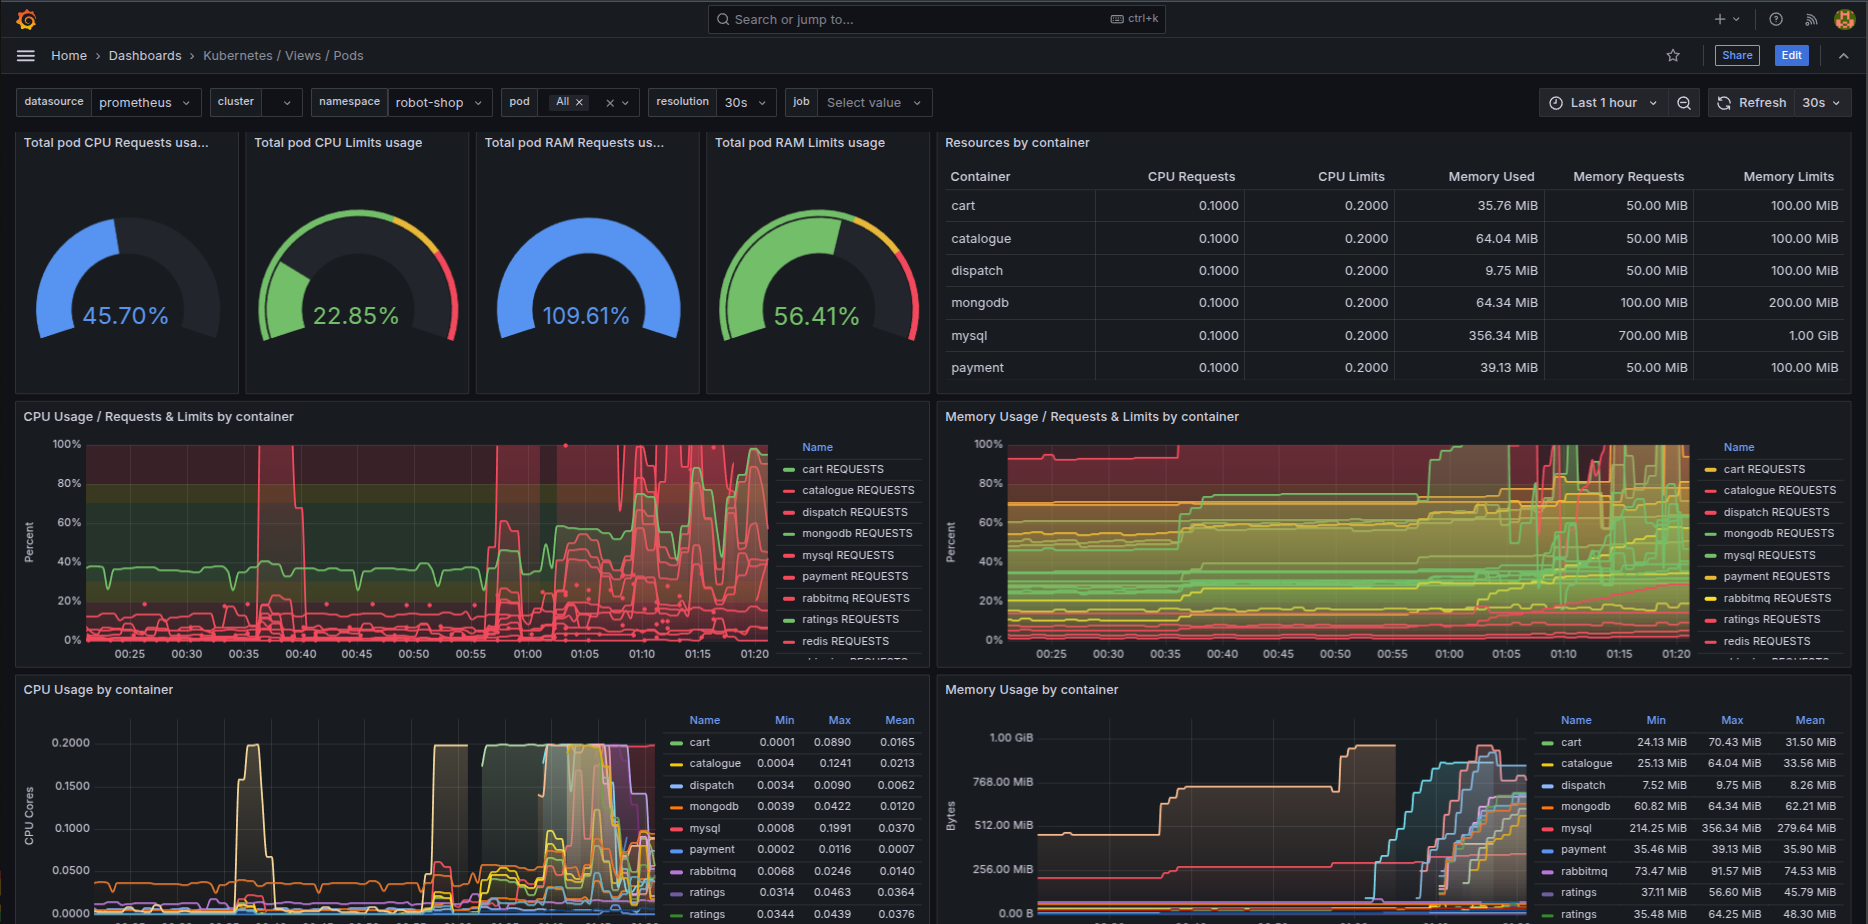 Search or jump to... ctrl+k
Home › Dashboards › Kubernetes / Views / Pods
Share Edit
datasource prometheus cluster namespace robot-shop pod All × × resolution 30s job Select value Last 1 hour Refresh 30s
Total pod CPU Requests usa...
45.70%
Total pod CPU Limits usage
22.85%
Total pod RAM Requests us...
109.61%
Total pod RAM Limits usage
56.41%
Resources by container
Container CPU Requests CPU Limits Memory Used Memory Requests Memory Limits
cart 0.1000 0.2000 35.76 MiB 50.00 MiB 100.00 MiB
catalogue 0.1000 0.2000 64.04 MiB 50.00 MiB 100.00 MiB
dispatch 0.1000 0.2000 9.75 MiB 50.00 MiB 100.00 MiB
mongodb 0.1000 0.2000 64.34 MiB 100.00 MiB 200.00 MiB
mysql 0.1000 0.2000 356.34 MiB 700.00 MiB 1.00 GiB
payment 0.1000 0.2000 39.13 MiB 50.00 MiB 100.00 MiB
CPU Usage / Requests & Limits by container
Percent
100%
80%
60%
40%
20%
0%
00:25 00:30 00:35 00:40 00:45 00:50 00:55 01:00 01:05 01:10 01:15 01:20
Name
cart REQUESTS
catalogue REQUESTS
dispatch REQUESTS
mongodb REQUESTS
mysql REQUESTS
payment REQUESTS
rabbitmq REQUESTS
ratings REQUESTS
redis REQUESTS
Memory Usage / Requests & Limits by container
Percent
100%
80%
60%
40%
20%
0%
00:25 00:30 00:35 00:40 00:45 00:50 00:55 01:00 01:05 01:10 01:15 01:20
Name
cart REQUESTS
catalogue REQUESTS
dispatch REQUESTS
mongodb REQUESTS
mysql REQUESTS
payment REQUESTS
rabbitmq REQUESTS
ratings REQUESTS
redis REQUESTS
CPU Usage by container
CPU Cores
0.2000
0.1500
0.1000
0.0500
0.0000
Name Min Max Mean
cart 0.0001 0.0890 0.0165
catalogue 0.0004 0.1241 0.0213
dispatch 0.0034 0.0090 0.0062
mongodb 0.0039 0.0422 0.0120
mysql 0.0008 0.1991 0.0370
payment 0.0002 0.0116 0.0007
rabbitmq 0.0068 0.0246 0.0140
ratings 0.0314 0.0463 0.0364
ratings 0.0344 0.0439 0.0376
Memory Usage by container
Bytes
1.00 GiB
768.00 MiB
512.00 MiB
256.00 MiB
0.00 B
Name Min Max Mean
cart 24.13 MiB 70.43 MiB 31.50 MiB
catalogue 25.13 MiB 64.04 MiB 33.56 MiB
dispatch 7.52 MiB 9.75 MiB 8.26 MiB
mongodb 60.82 MiB 64.34 MiB 62.21 MiB
mysql 214.25 MiB 356.34 MiB 279.64 MiB
payment 35.46 MiB 39.13 MiB 35.90 MiB
rabbitmq 73.47 MiB 91.57 MiB 74.53 MiB
ratings 37.11 MiB 56.60 MiB 45.79 MiB
ratings 35.48 MiB 64.25 MiB 48.30 MiB